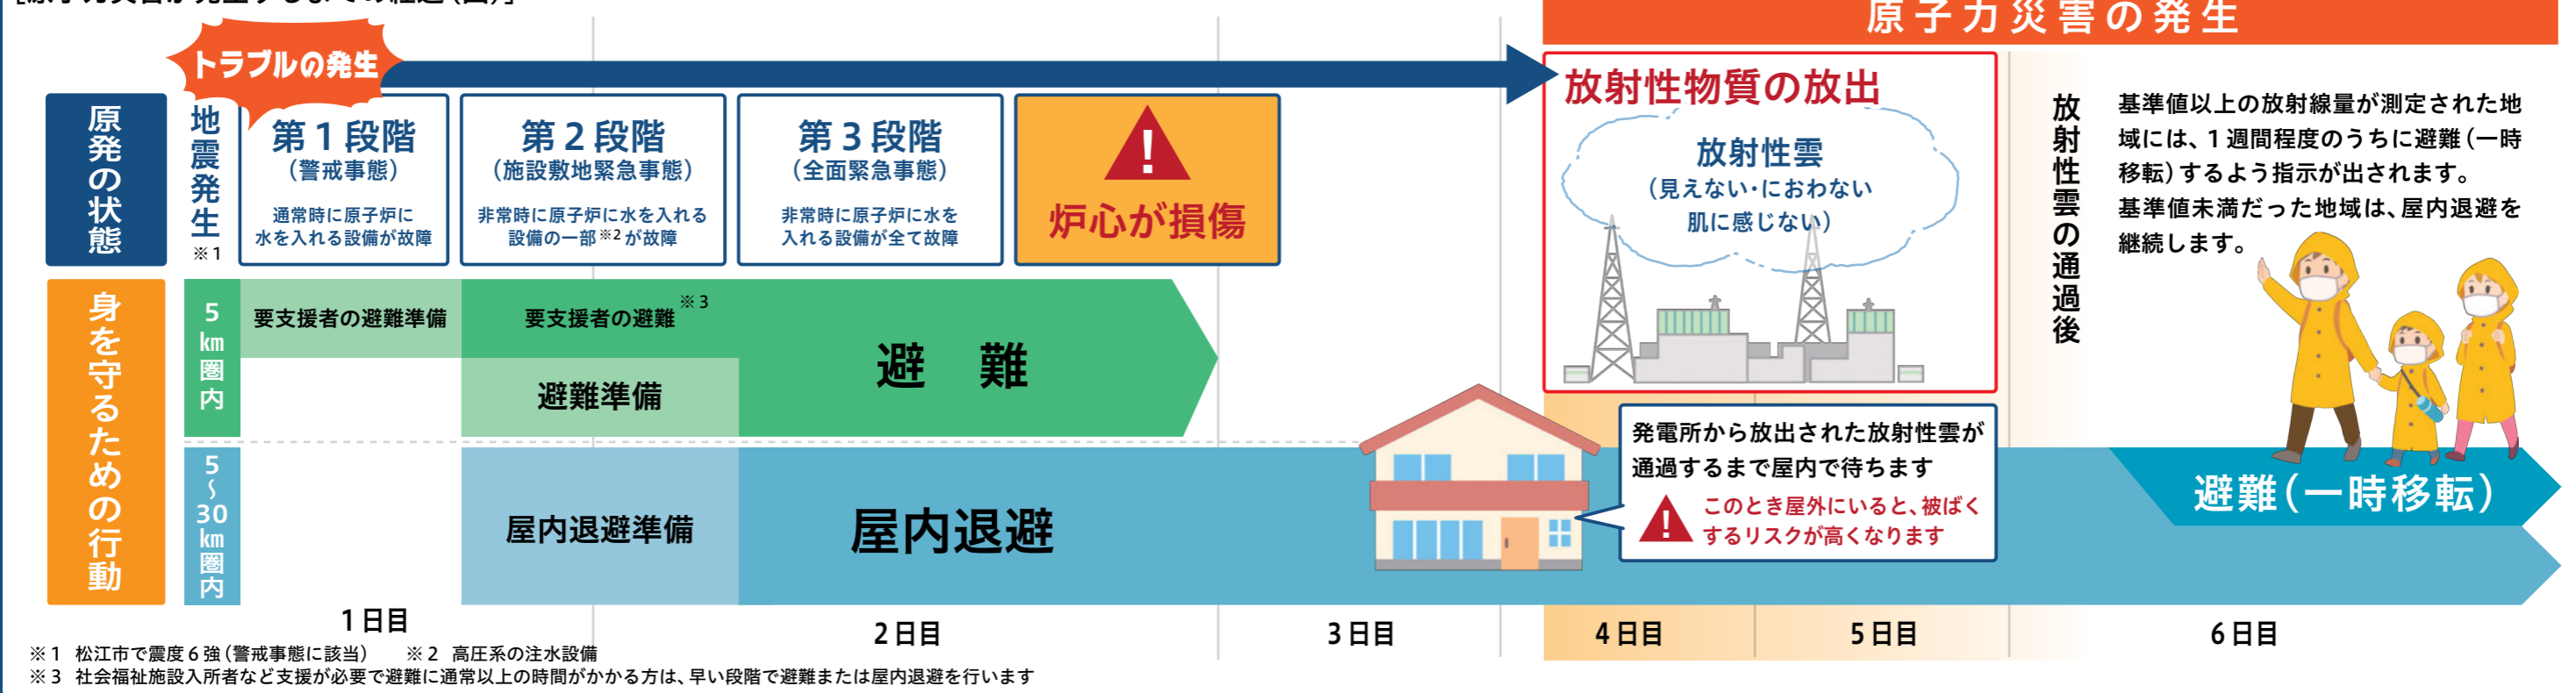 [原子力災害が発生するまでの経過（図）]
原子力災害の発生
トラブルの発生
原発の状態
地震発生
※１
第１段階
（警戒事態）
通常時に原子炉に
水を入れる設備が故障
第２段階
（施設敷地緊急事態）
非常時に原子炉に水を入れる
設備の一部※２が故障
第３段階
（全面緊急事態）
非常時に原子炉に水を
入れる設備が全て故障
!
炉心が損傷
放射性物質の放出
放射性雲
（見えない・におわない
肌に感じない）
放射性雲の通過後
基準値以上の放射線量が測定された地
域には、１週間程度のうちに避難（一時
移転）するよう指示が出されます。
基準値未満だった地域は、屋内退避を
継続します。
身を守るための行動
５km圏内
要支援者の避難準備
要支援者の避難※３
避難準備
避　難
５～30km圏内
屋内退避準備
屋内退避
発電所から放出された放射性雲が
通過するまで屋内で待ちます
!
このとき屋外にいると、被ばく
するリスクが高くなります
避難（一時移転）
１日目
２日目
３日目
４日目
５日目
６日目
※１ 松江市で震度６強（警戒事態に該当）　※２ 高圧系の注水設備
※３ 社会福祉施設入所者など支援が必要で避難に通常以上の時間がかかる方は、早い段階で避難または屋内退避を行います